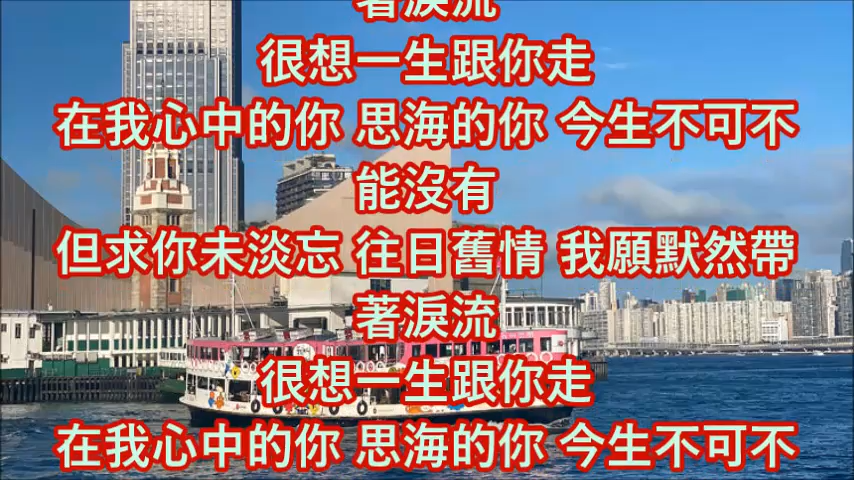 著淚流
很想一生跟你走
在我心中的你 思海的你 今生不可不
能沒有
但求你未淡忘 往日舊情 我願默然帶
著淚流
很想一生跟你走
在我心中的你 思海的你 今生不可不